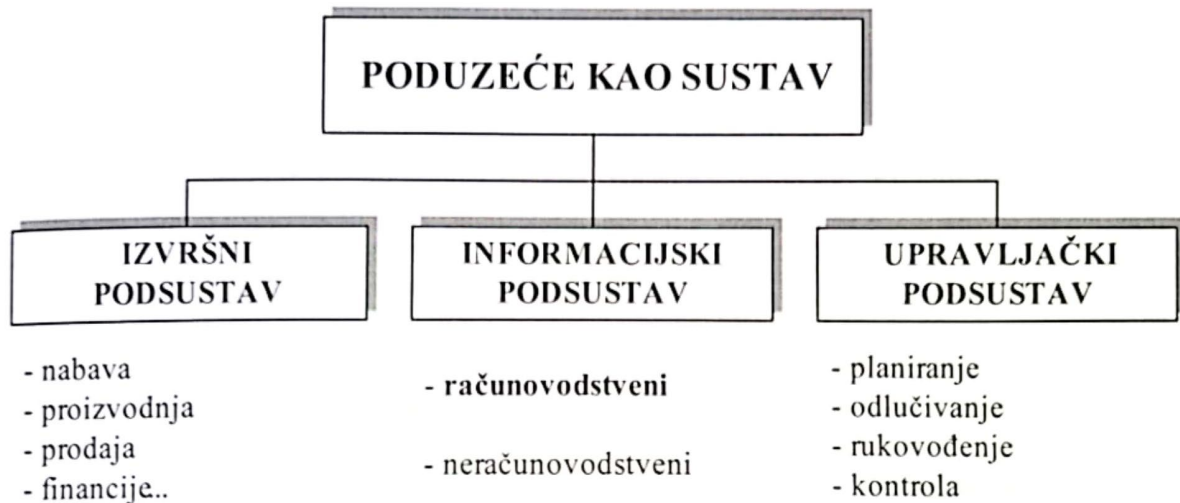 PODUZEĆE KAO SUSTAV
IZVRŠNI
PODSUSTAV
- nabava
- proizvodnja
- prodaja
- financije..
INFORMACIJSKI
PODSUSTAV
- računovodstveni
- neračunovodstveni
UPRAVLJAČKI
PODSUSTAV
- planiranje
- odlučivanje
- rukovođenje
- kontrola